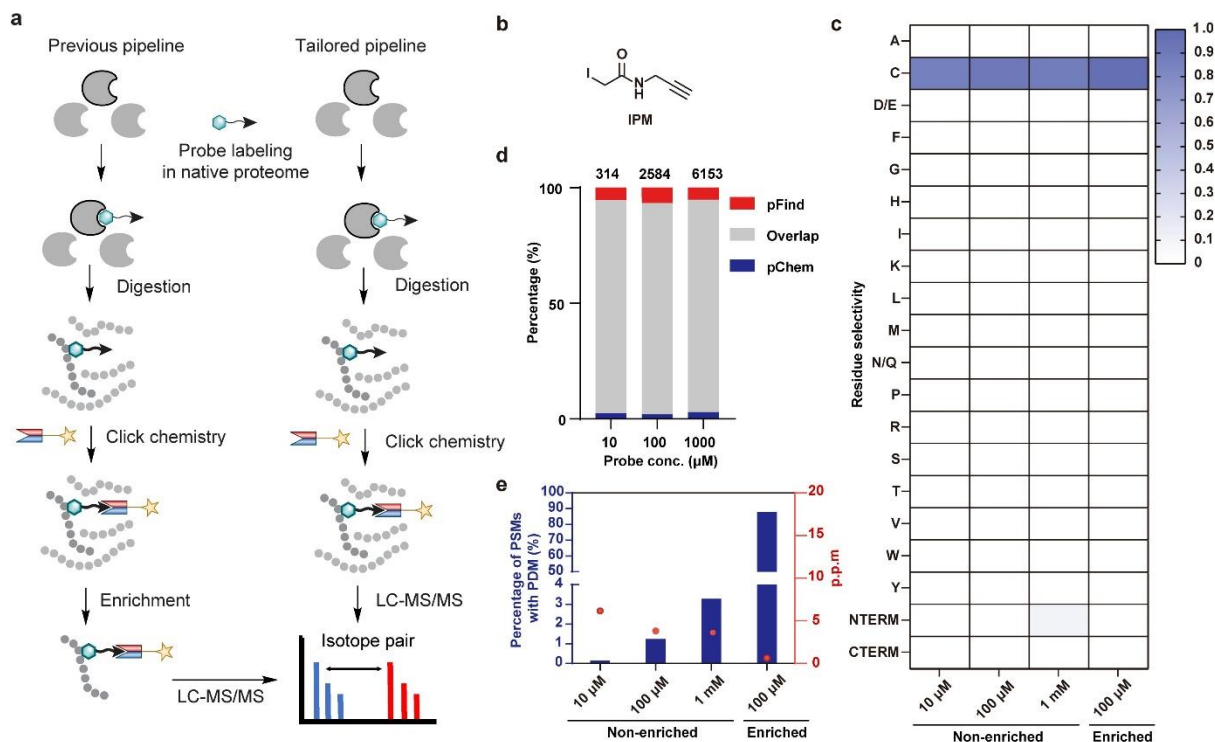 a
Previous pipeline
Tailored pipeline
Probe labeling
in native proteome
Digestion
Digestion
Click chemistry
Click chemistry
Enrichment
LC-MS/MS
Isotope pair
LC-MS/MS
b
I
O
N
H
IPM
d
314 2584 6153
100
50
0
Percentage (%)
10 100 1000
Probe conc. (µM)
pFind
Overlap
pChem
e
Percentage of PSMs
with PDM (%)
100
90
80
70
60
50
4
3
2
1
0
20
15
10
5
0
p.p.m
10 µM
100 µM
1 mM
100 µM
Non-enriched
Enriched
c
Residue selectivity
A
C
D/E
F
G
H
I
K
L
M
N/Q
P
R
S
T
V
W
Y
NTERM
CTERM
10 µM
100 µM
1 mM
100 µM
Non-enriched
Enriched
1.0
0.9
0.8
0.7
0.6
0.5
0.4
0.3
0.2
0.1
0